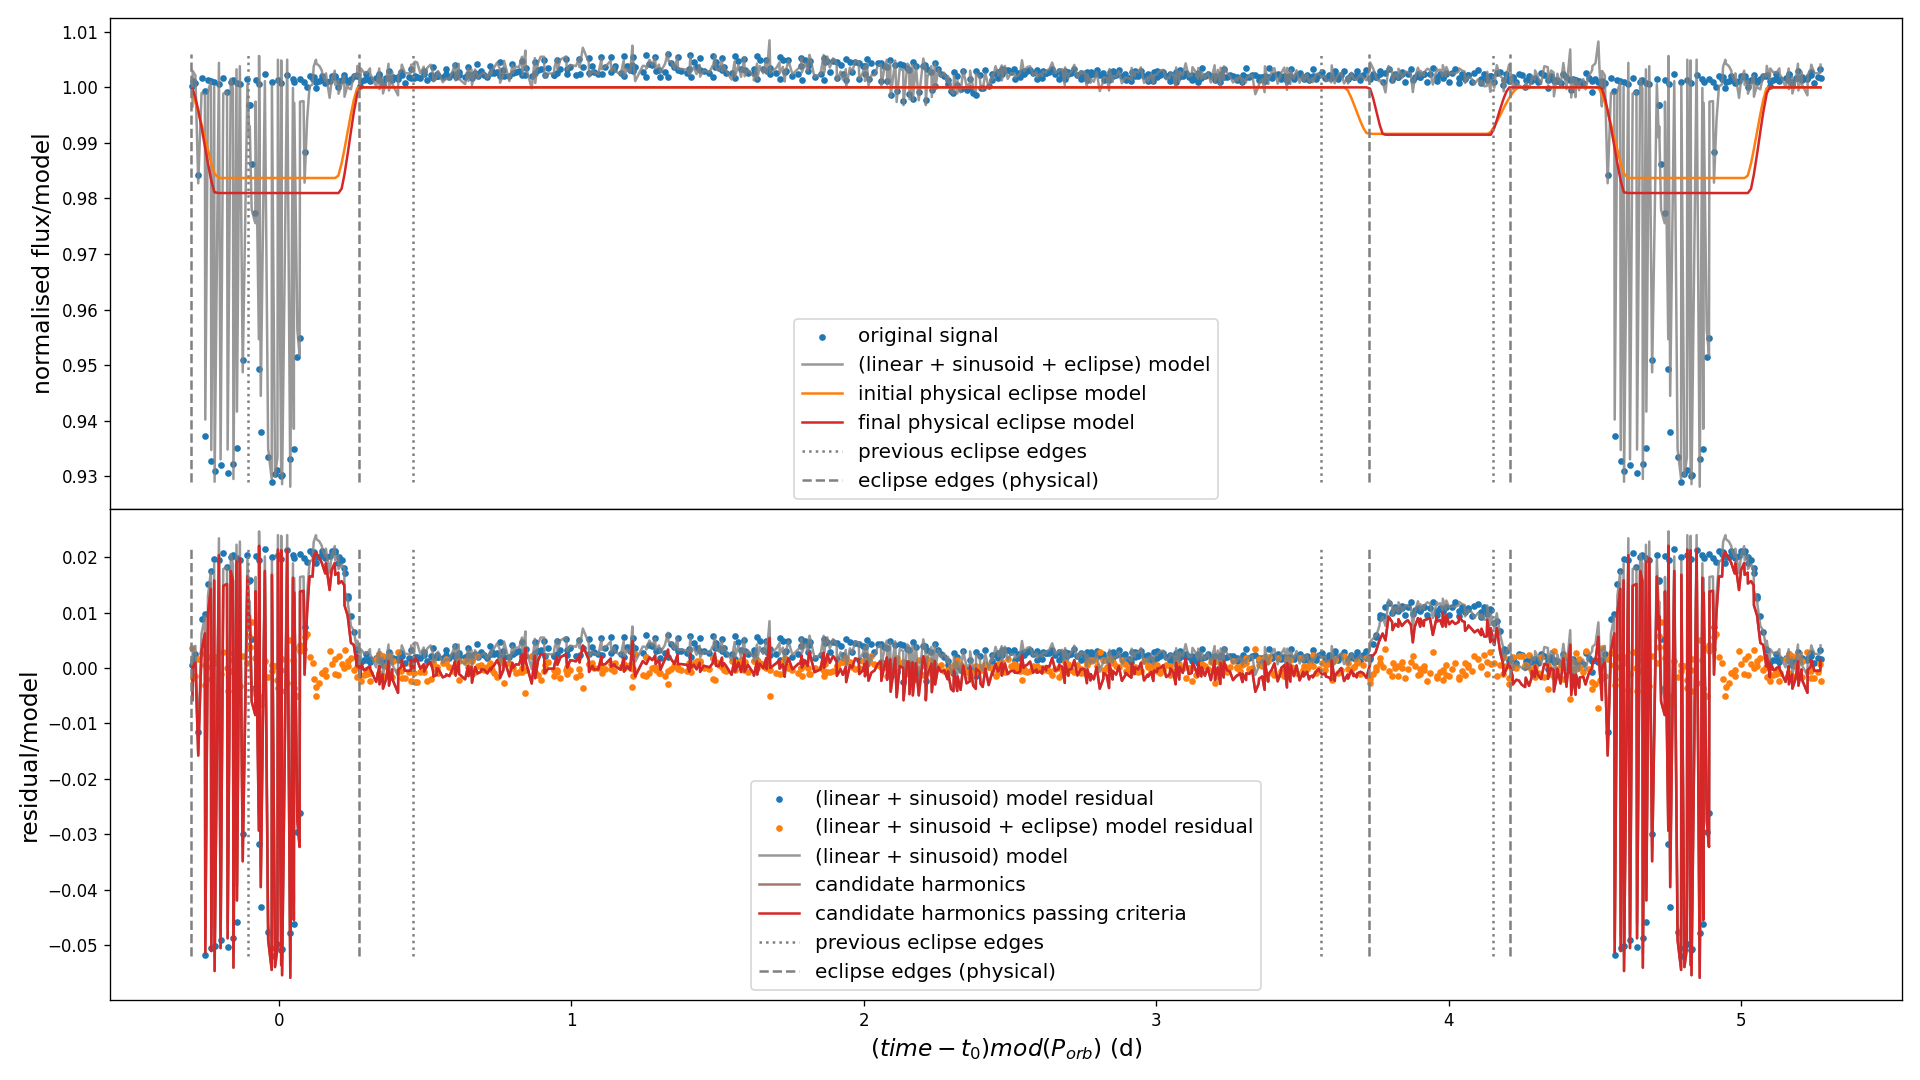 normalised flux/model
1.01
1.00
0.99
0.98
0.97
0.96
0.95
0.94
0.93
original signal
(linear + sinusoid + eclipse) model
initial physical eclipse model
final physical eclipse model
previous eclipse edges
eclipse edges (physical)
residual/model
0.02
0.01
0.00
−0.01
−0.02
−0.03
−0.04
−0.05
(linear + sinusoid) model residual
(linear + sinusoid + eclipse) model residual
(linear + sinusoid) model
candidate harmonics
candidate harmonics passing criteria
previous eclipse edges
eclipse edges (physical)
0 1 2 3 4 5
(time − t₀)mod(P_orb) (d)